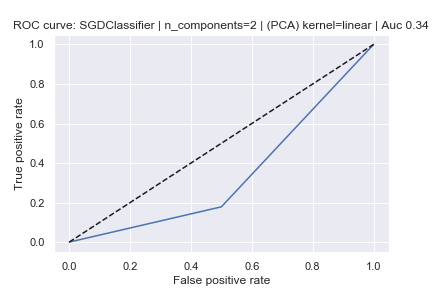 ROC curve: SGDClassifier | n_components=2 | (PCA) kernel=linear | Auc 0.34
1.0
0.8
0.6
0.4
0.2
0.0
True positive rate
0.0 0.2 0.4 0.6 0.8 1.0
False positive rate